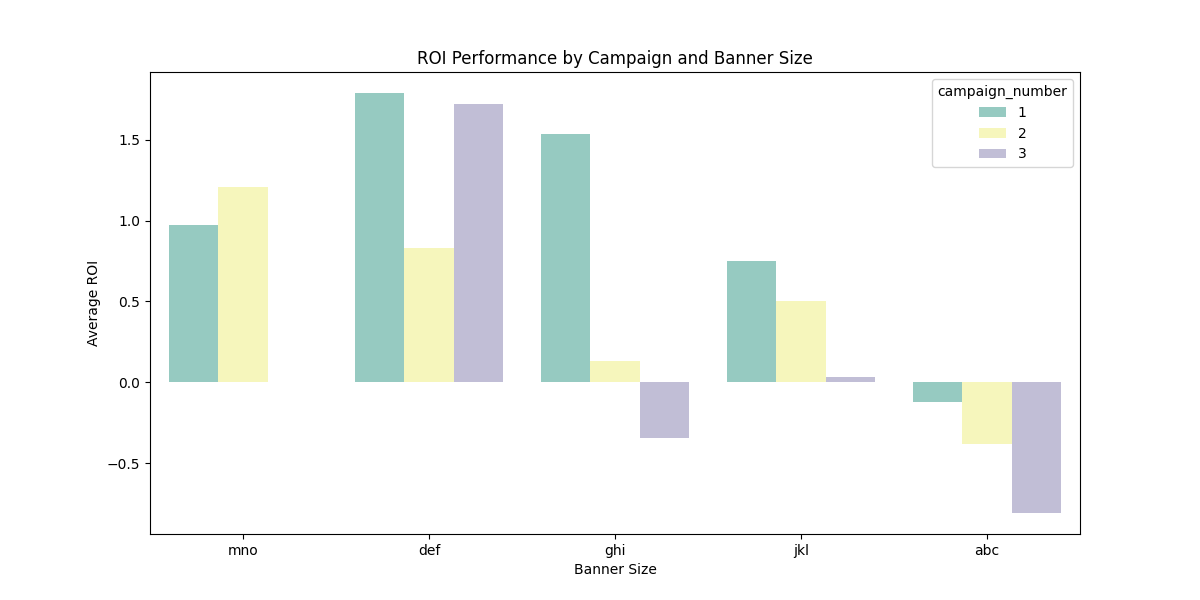 ROI Performance by Campaign and Banner Size
campaign_number
1
2
3
Average ROI
1.5
1.0
0.5
0.0
−0.5
mno def ghi jkl abc
Banner Size